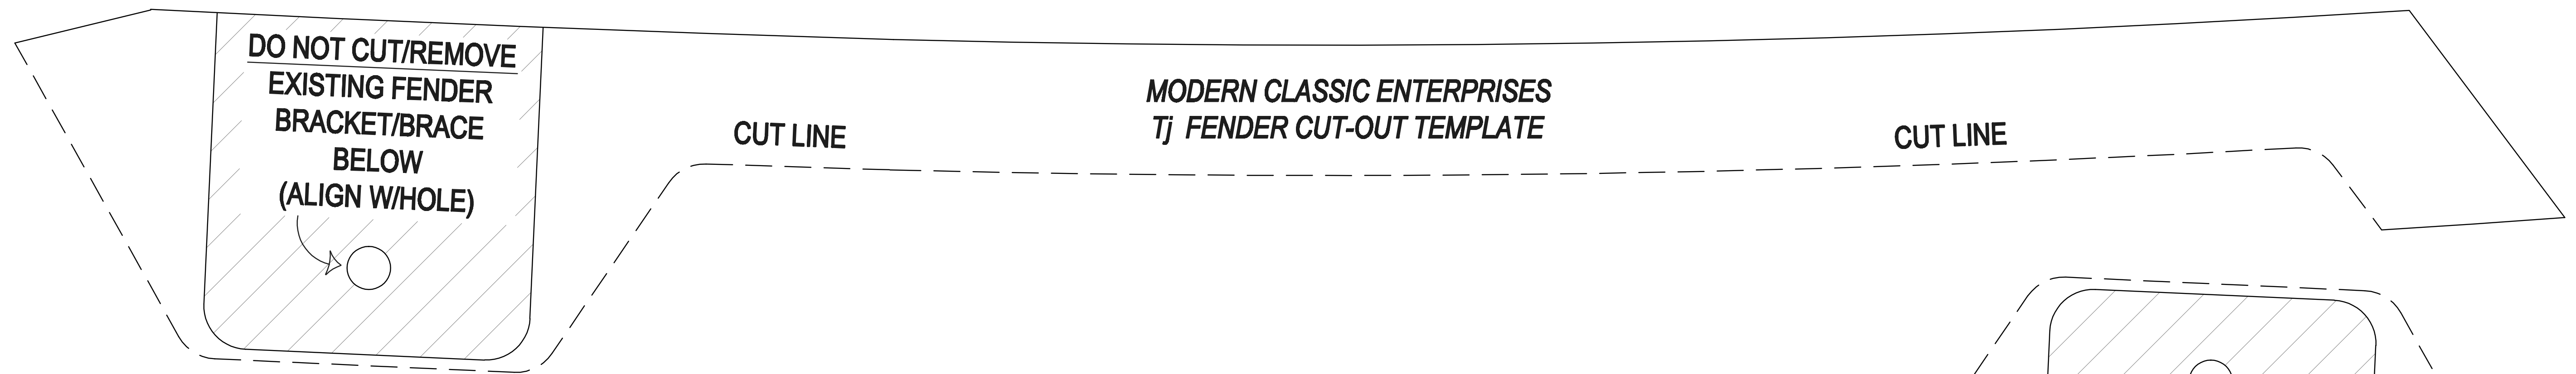 DO NOT CUT/REMOVE
EXISTING FENDER
BRACKET/BRACE
BELOW
(ALIGN W/HOLE)
CUT LINE
MODERN CLASSIC ENTERPRISES
Tj FENDER CUT-OUT TEMPLATE
CUT LINE